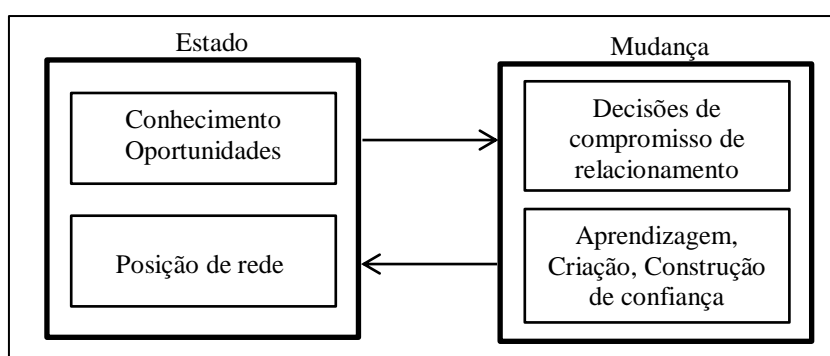 Estado
Conhecimento
Oportunidades
Posição de rede
Mudança
Decisões de
compromisso de
relacionamento
Aprendizagem,
Criação, Construção
de confiança